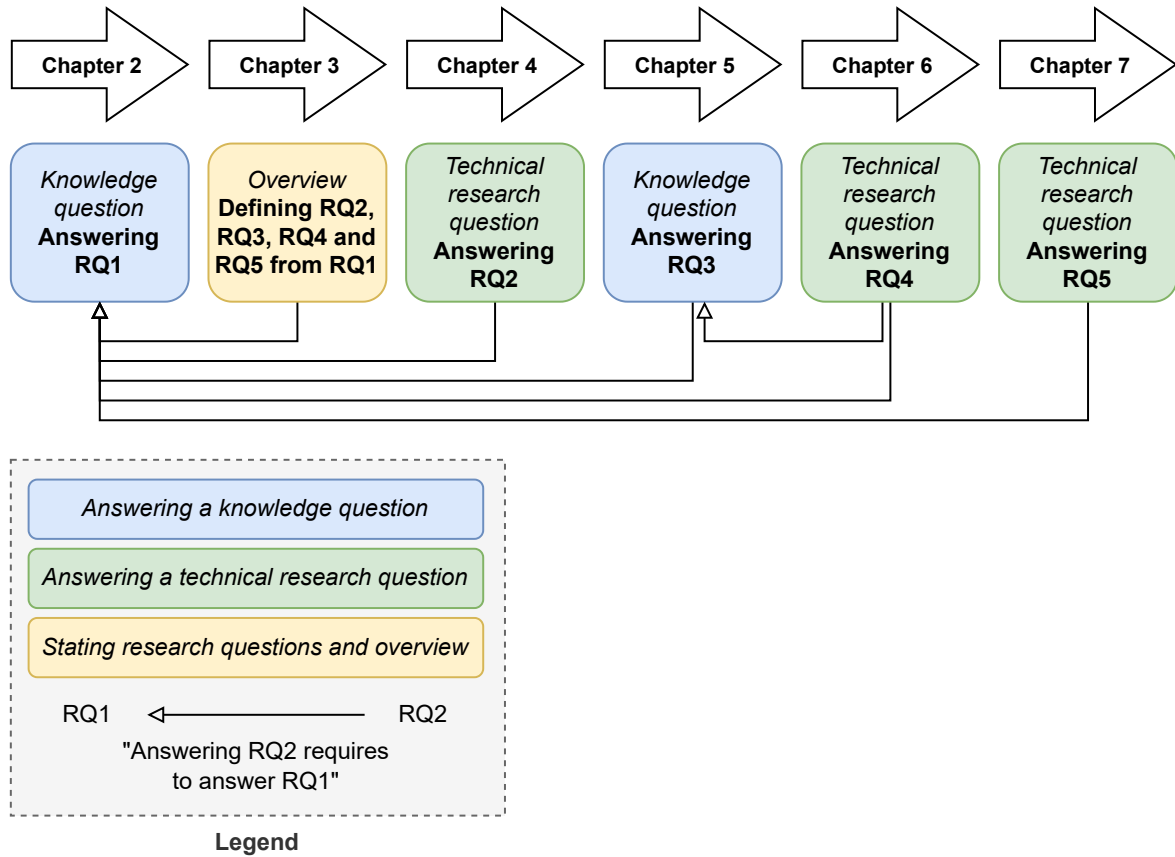 Chapter 2
Chapter 3
Chapter 4
Chapter 5
Chapter 6
Chapter 7
Knowledge
question
Answering
RQ1
Overview
Defining RQ2,
RQ3, RQ4 and
RQ5 from RQ1
Technical
research
question
Answering
RQ2
Knowledge
question
Answering
RQ3
Technical
research
question
Answering
RQ4
Technical
research
question
Answering
RQ5
Answering a knowledge question
Answering a technical research question
Stating research questions and overview
RQ1
RQ2
"Answering RQ2 requires
to answer RQ1"
Legend